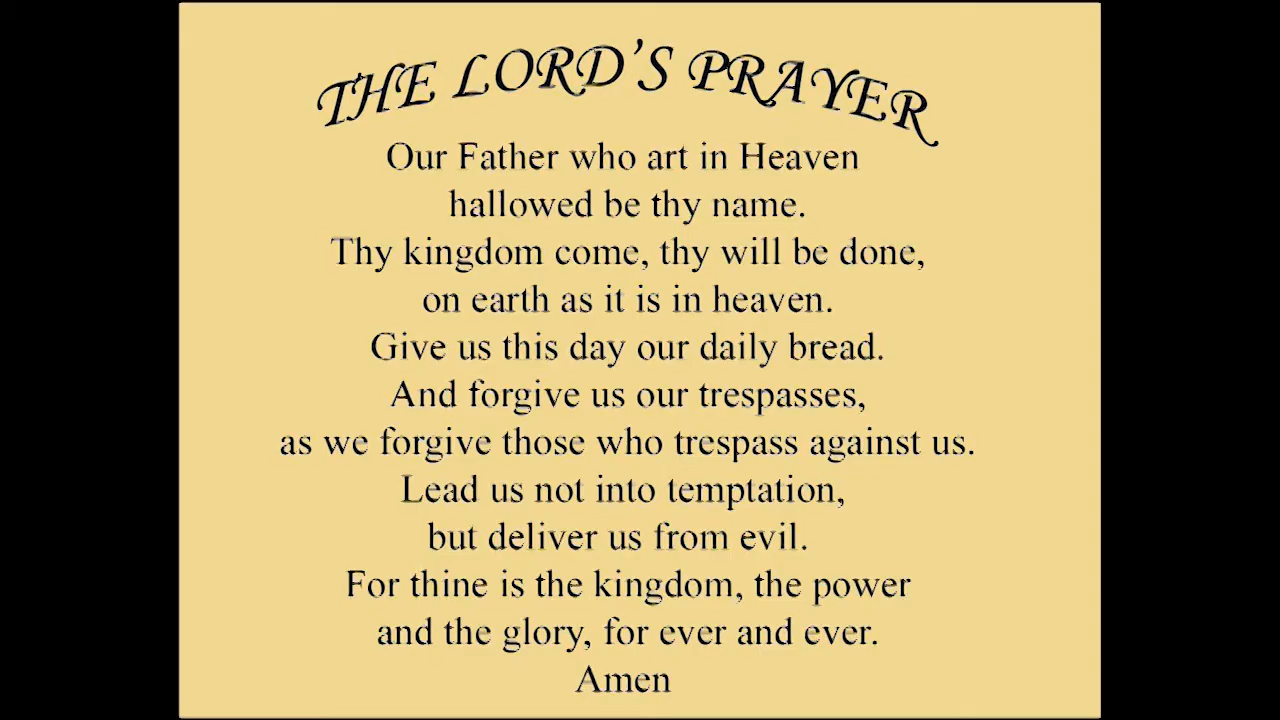 THE LORD'S PRAYER
Our Father who art in Heaven
hallowed be thy name.
Thy kingdom come, thy will be done,
on earth as it is in heaven.
Give us this day our daily bread.
And forgive us our trespasses,
as we forgive those who trespass against us.
Lead us not into temptation,
but deliver us from evil.
For thine is the kingdom, the power
and the glory, for ever and ever.
Amen